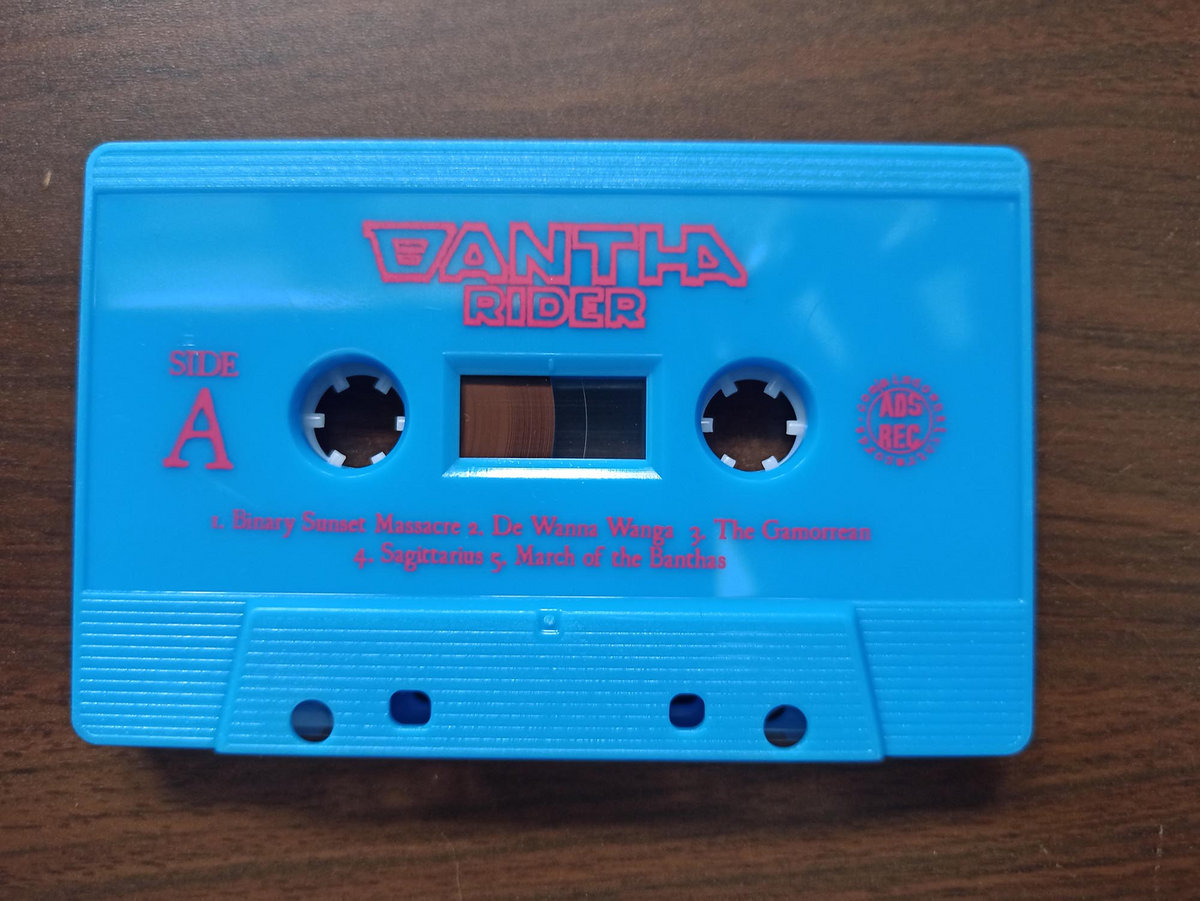 BANTHA
RIDER
SIDE
A
ADS
REC
1. Binary Sunset Massacre 2. De Wanna Wanga 3. The Gamorrean
4. Sagittarius 5. March of the Banthas